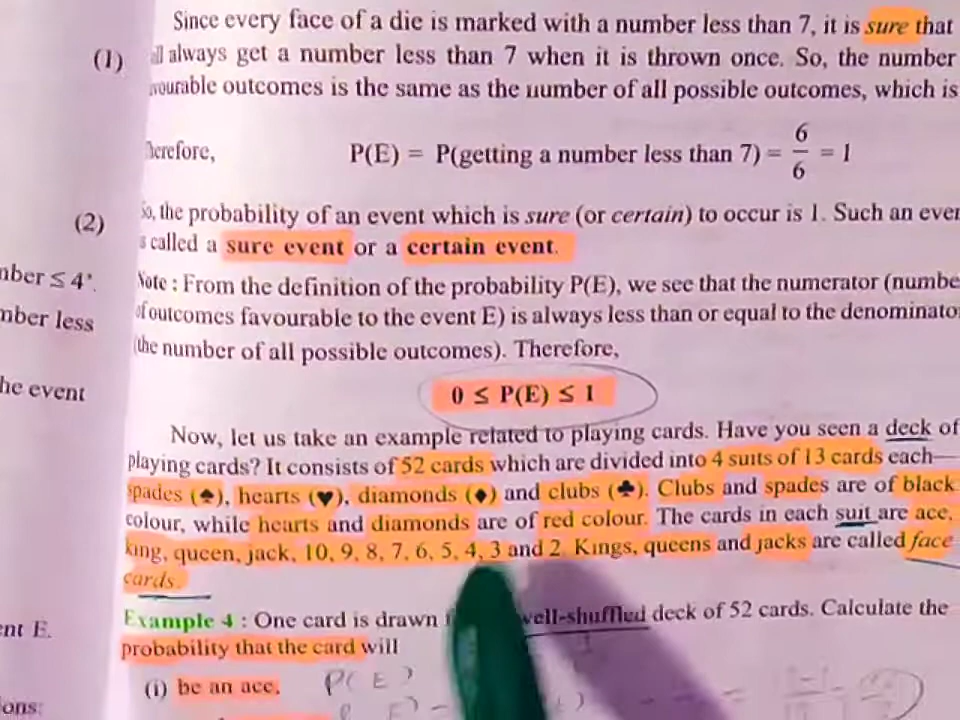 Since every face of a die is marked with a number less than 7, it is sure that
(1)
always get a number less than 7 when it is thrown once. So, the number
outcomes is the same as the number of all possible outcomes, which is
P(E) = P(getting a number less than 7) = 6/6 = 1
(2)
the probability of an event which is sure (or certain) to occur is 1. Such an
called a sure event or a certain event.
≤ 4'.
less
event
: From the definition of the probability P(E), we see that the numerator
outcomes favourable to the event E) is always less than or equal to the
the number of all possible outcomes). Therefore,
0 ≤ P(E) ≤ 1
Now, let us take an example related to playing cards. Have you seen a deck of
playing cards? It consists of 52 cards which are divided into 4 suits of 13 cards each—
spades (♠), hearts (♥), diamonds (♦) and clubs (♣). Clubs and spades are of black
colour, while hearts and diamonds are of red colour. The cards in each suit are ace,
king, queen, jack, 10, 9, 8, 7, 6, 5, 4, 3 and 2. Kings, queens and jacks are called face
cards.
E.
Example 4 : One card is drawn well-shuffled deck of 52 cards. Calculate the
probability that the card will
(i) be an ace,
P(E)